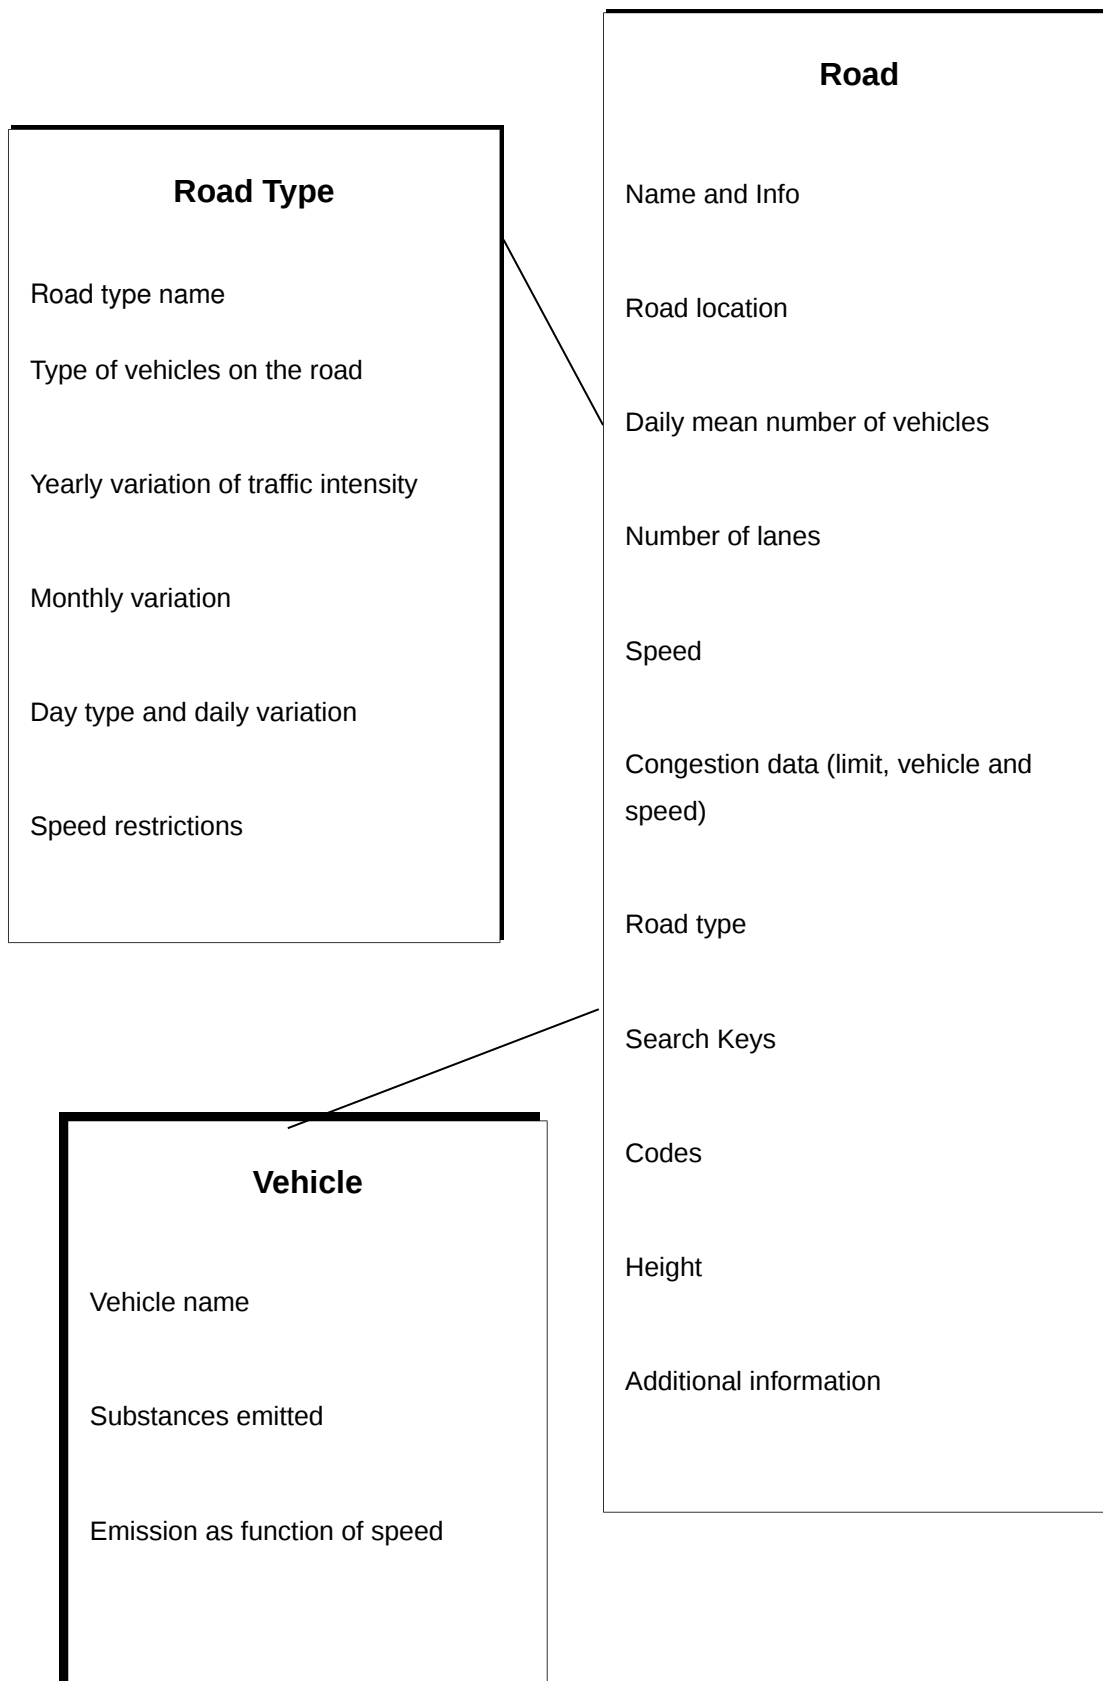 Road Type
Road type name
Type of vehicles on the road
Yearly variation of traffic intensity
Monthly variation
Day type and daily variation
Speed restrictions
Road
Name and Info
Road location
Daily mean number of vehicles
Number of lanes
Speed
Congestion data (limit, vehicle and
speed)
Road type
Search Keys
Codes
Height
Additional information
Vehicle
Vehicle name
Substances emitted
Emission as function of speed